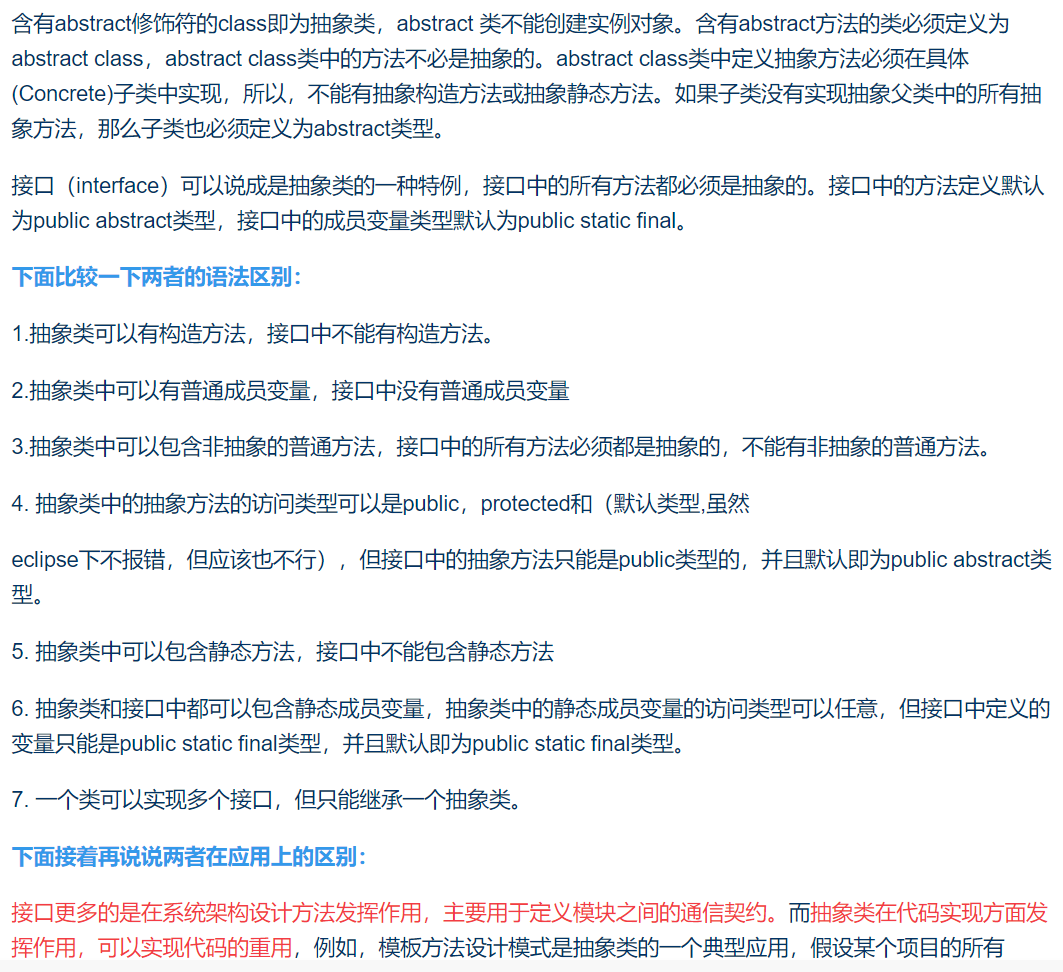 含有abstract修饰符的class即为抽象类，abstract 类不能创建实例对象。含有abstract方法的类必须定义为
abstract class，abstract class类中的方法不必是抽象的。abstract class类中定义抽象方法必须在具体
(Concrete)子类中实现，所以，不能有抽象构造方法或抽象静态方法。如果子类没有实现抽象父类中的所有抽
象方法，那么子类也必须定义为abstract类型。
接口（interface）可以说成是抽象类的一种特例，接口中的所有方法都必须是抽象的。接口中的方法定义默认
为public abstract类型，接口中的成员变量类型默认为public static final。
下面比较一下两者的语法区别：
1.抽象类可以有构造方法，接口中不能有构造方法。
2.抽象类中可以有普通成员变量，接口中没有普通成员变量
3.抽象类中可以包含非抽象的普通方法，接口中的所有方法必须都是抽象的，不能有非抽象的普通方法。
4. 抽象类中的抽象方法的访问类型可以是public，protected和（默认类型,虽然
eclipse下不报错，但应该也不行），但接口中的抽象方法只能是public类型的，并且默认即为public abstract类
型。
5. 抽象类中可以包含静态方法，接口中不能包含静态方法
6. 抽象类和接口中都可以包含静态成员变量，抽象类中的静态成员变量的访问类型可以任意，但接口中定义的
变量只能是public static final类型，并且默认即为public static final类型。
7. 一个类可以实现多个接口，但只能继承一个抽象类。
下面接着再说说两者在应用上的区别：
接口更多的是在系统架构设计方法发挥作用，主要用于定义模块之间的通信契约。而抽象类在代码实现方面发
挥作用，可以实现代码的重用，例如，模板方法设计模式是抽象类的一个典型应用，假设某个项目的所有